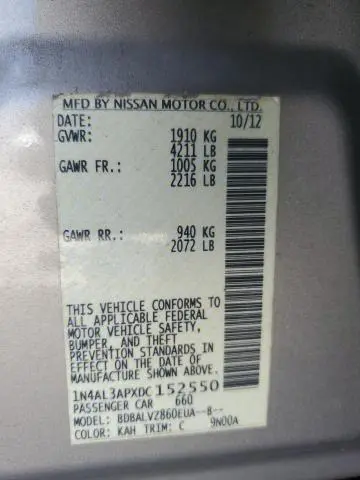 MFD BY NISSAN MOTOR CO., LTD.
DATE: 10/12
GVWR: 1910 KG
4211 LB
GAWR FR.: 1005 KG
2216 LB
GAWR RR.: 940 KG
2072 LB
THIS VEHICLE CONFORMS TO
ALL APPLICABLE FEDERAL
MOTOR VEHICLE SAFETY,
BUMPER, AND THEFT
PREVENTION STANDARDS
IN EFFECT ON THE DATE OF
MANUFACTURE SHOWN ABOVE.
1N4AL3APXDC152550
PASSENGER CAR 660
MODEL: BDBALVZ860EUA--B--
COLOR: KAH TRIM: C 9N00A